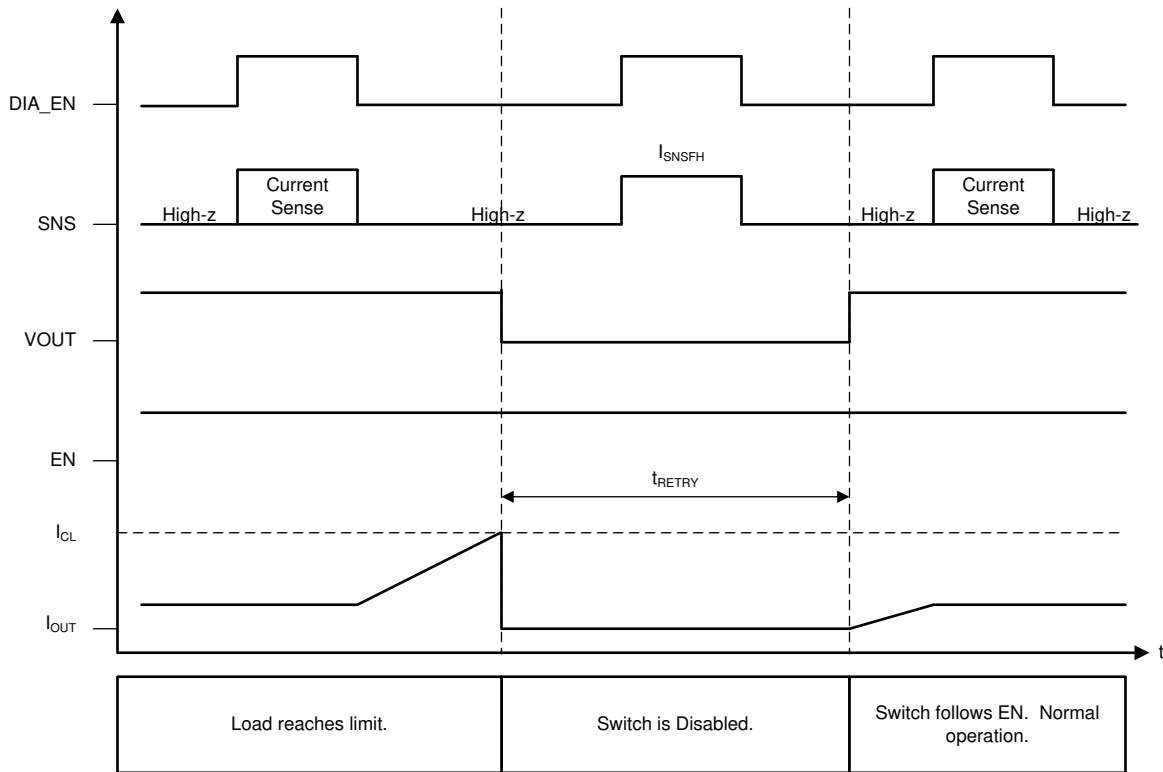 DIA_EN
I_SNSFH
Current
Sense
Current
Sense
High-z
High-z
High-z
High-z
SNS
VOUT
EN
t_RETRY
I_CL
I_OUT
t
Load reaches limit.
Switch is Disabled.
Switch follows EN.  Normal
operation.